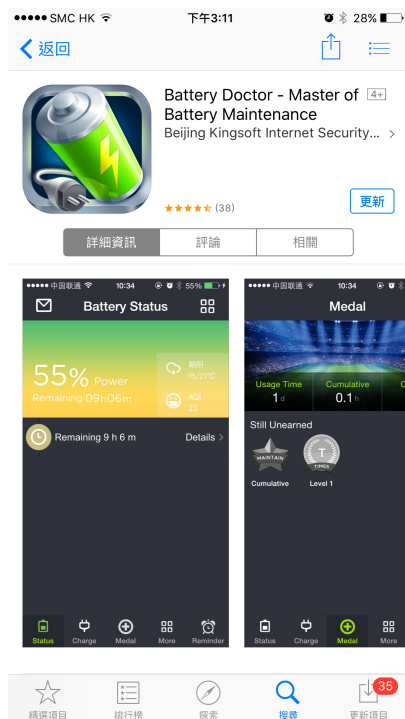 SMC HK
下午3:11
28%
返回
Battery Doctor - Master of
4+
Battery Maintenance
Beijing Kingsoft Internet Security...
(38)
更新
詳細資訊
評論
相關
中国联通
10:34
55%
Battery Status
55% Power
朝阳
15/21°C
Remaining 09h06m
AQI
23
Remaining 9 h 6 m
Details
Status
Charge
Medal
More
Reminder
中国联通
10:34
Medal
Usage Time
Cumulative
1 d
0.1 h
Still Unearned
MAINTAIN
T
TIMES
Cumulative
Level 1
Status
Charge
Medal
More
精選項目
排行榜
探索
搜尋
更新項目
35